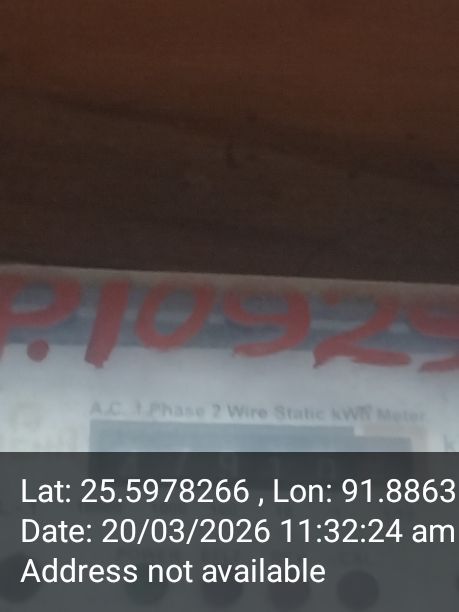 P.10929
A.C. 1 Phase 2 Wire Static kWh Meter
Lat: 25.5978266 , Lon: 91.8863
Date: 20/03/2026 11:32:24 am
Address not available